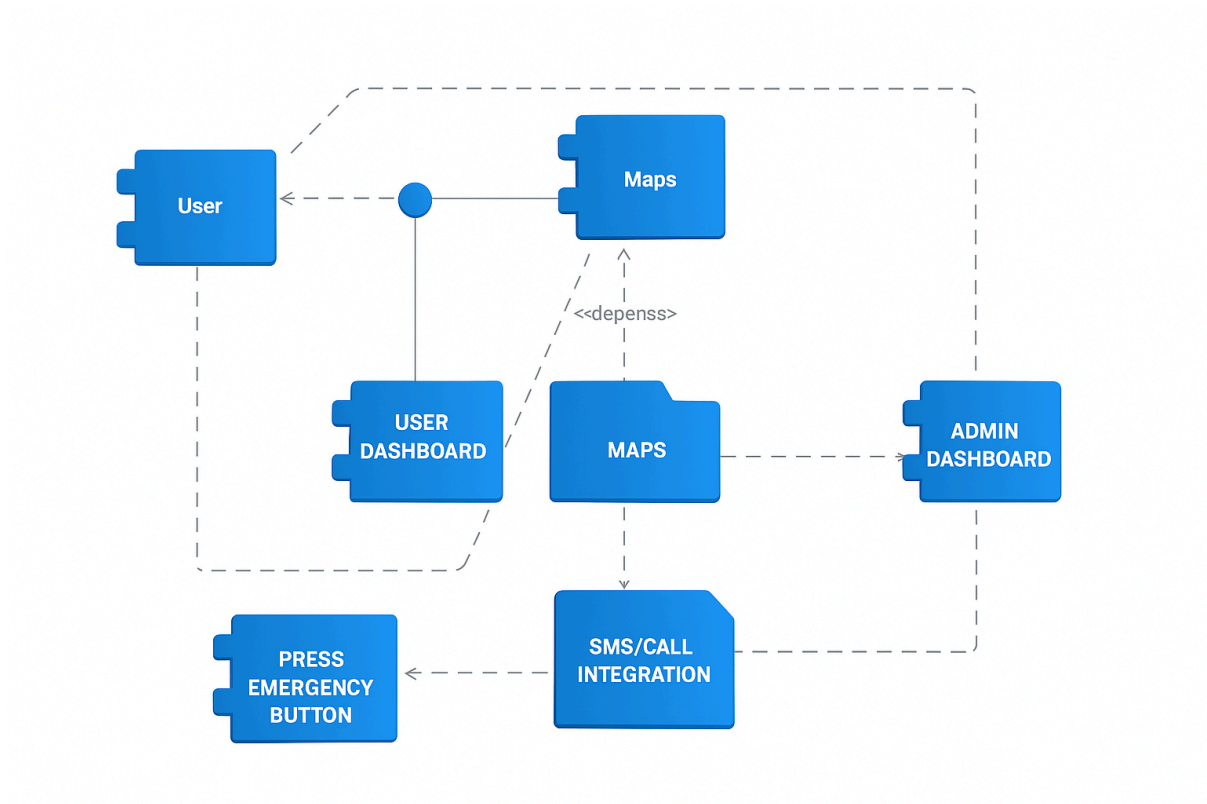 Maps
User
<<depenss>
USER
DASHBOARD
MAPS
ADMIN
DASHBOARD
SMS/CALL
INTEGRATION
PRESS
EMERGENCY
BUTTON